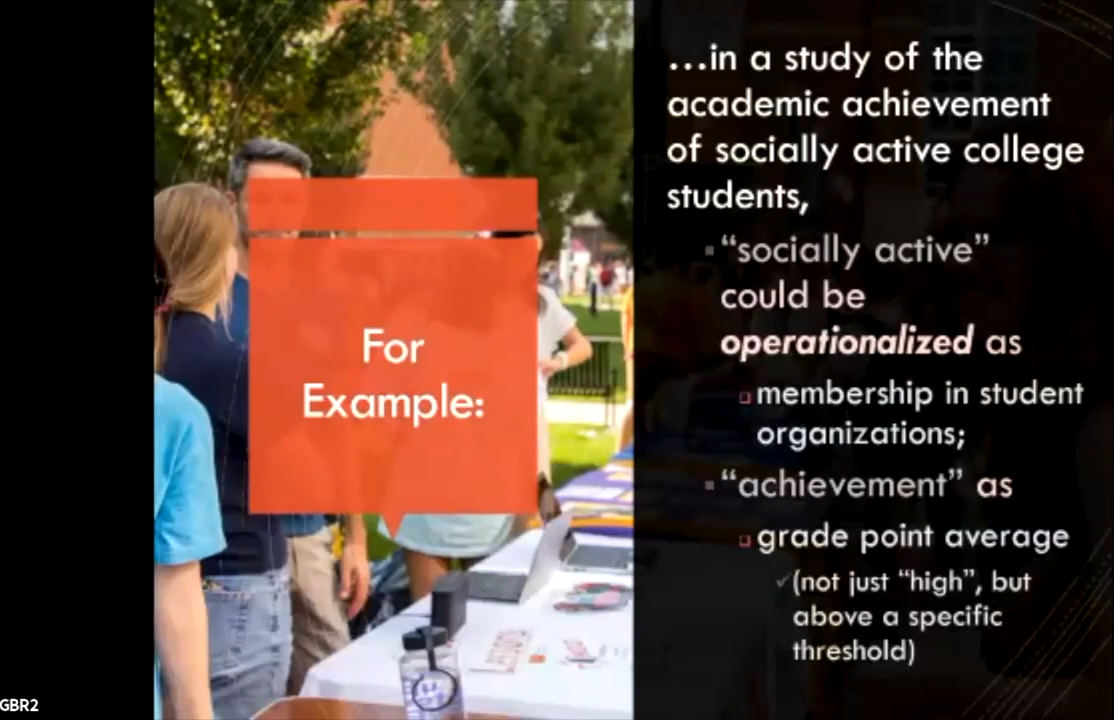 For
Example:
…in a study of the
academic achievement
of socially active college
students,
“socially active”
could be
operationalized as
membership in student
organizations;
“achievement” as
grade point average
(not just “high”, but
above a specific
threshold)
GBR2